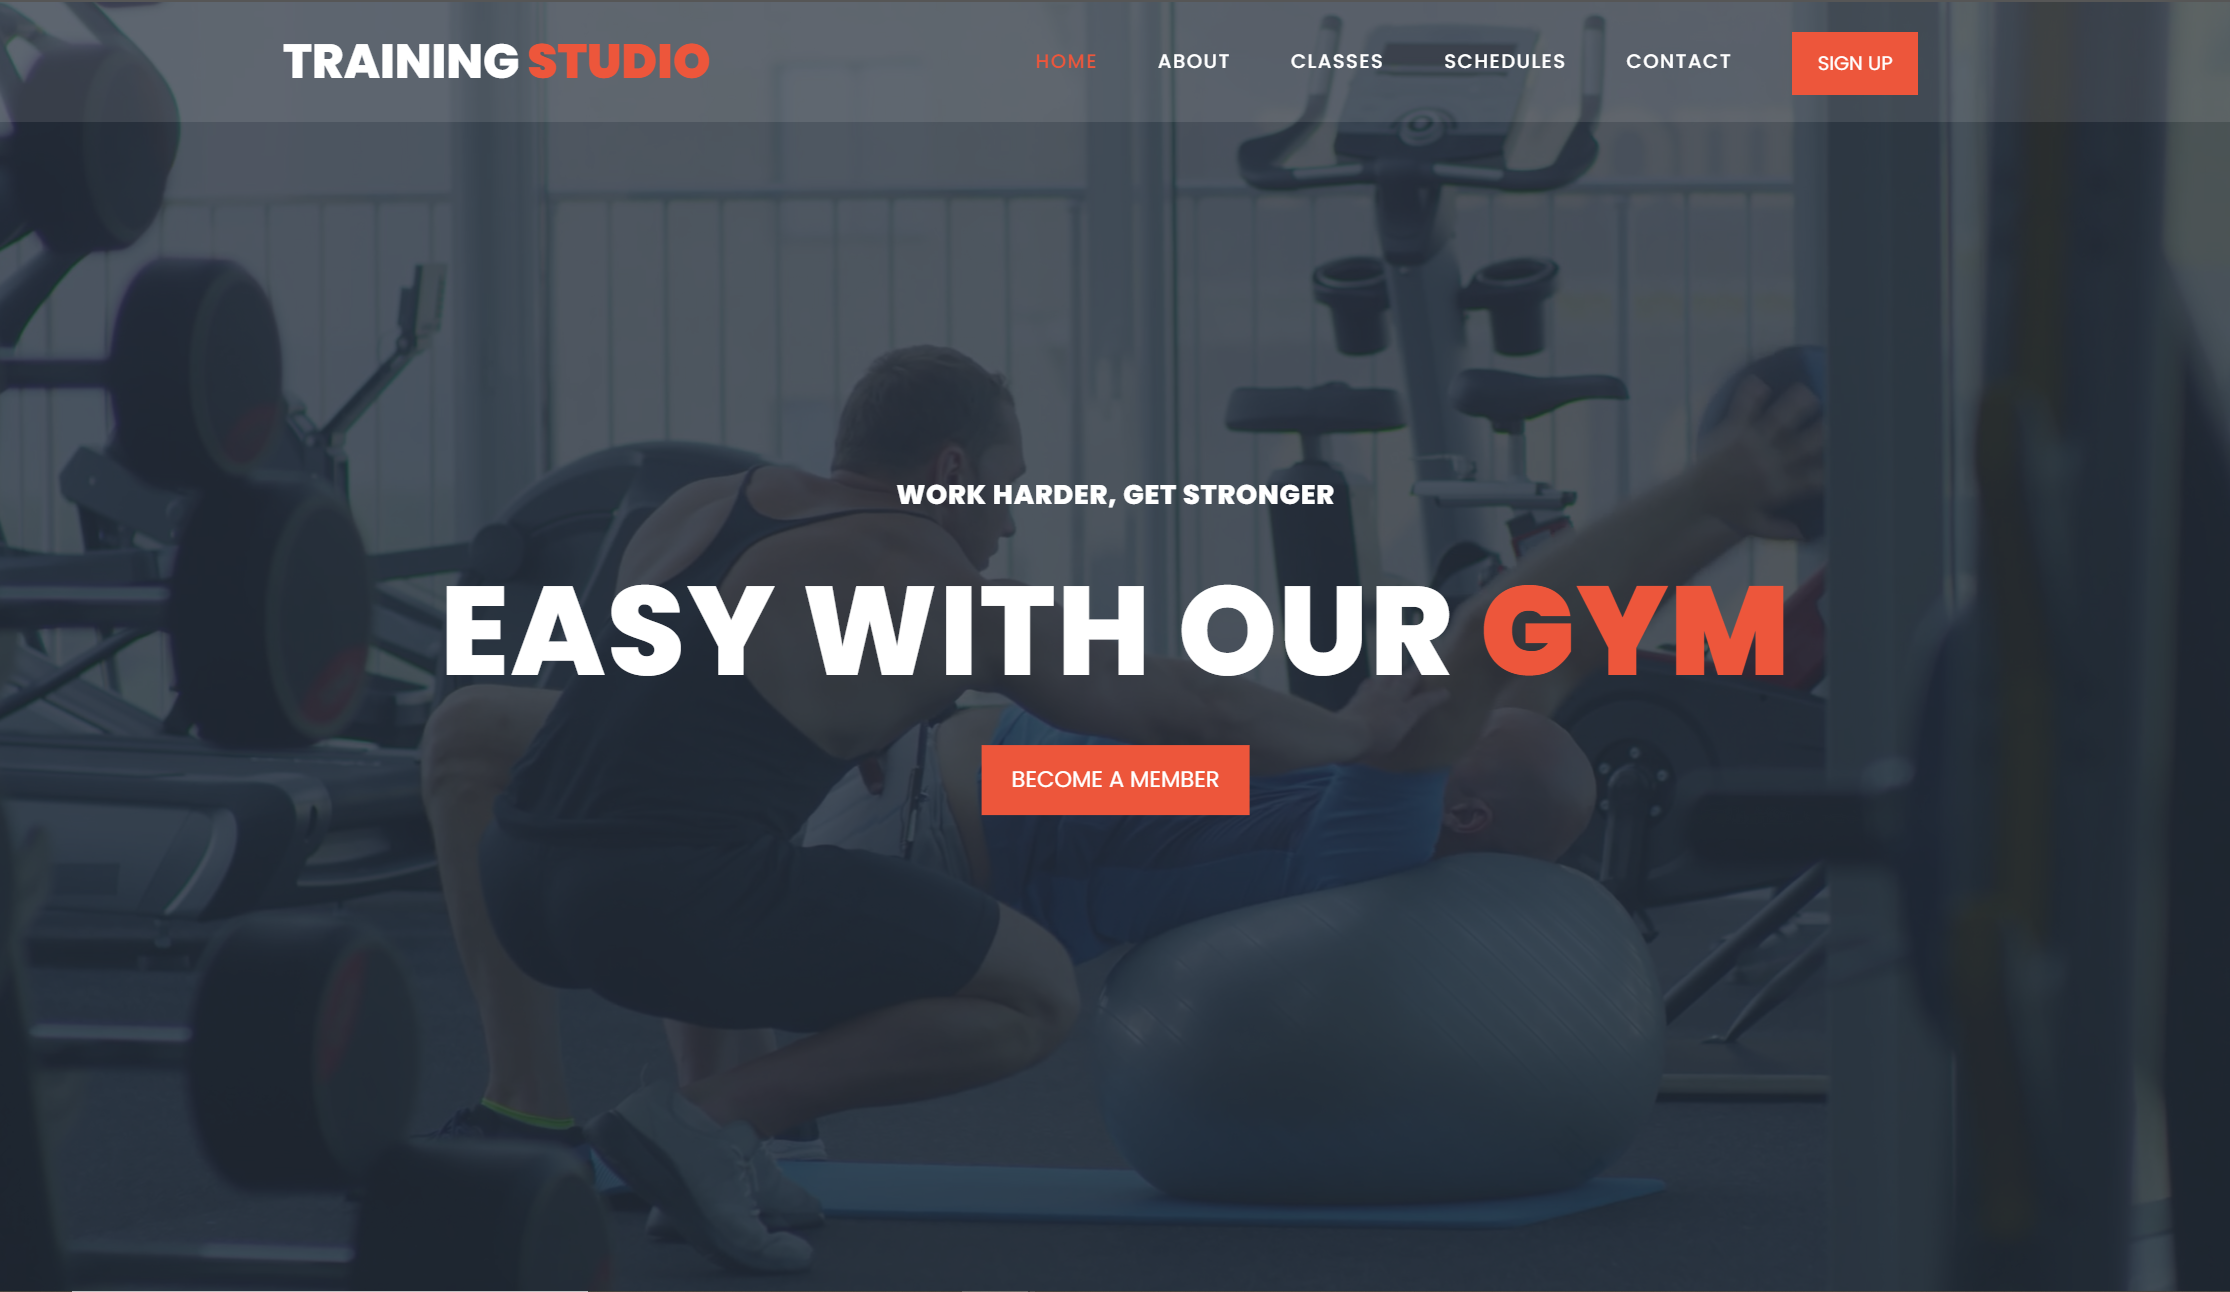 TRAINING STUDIO
HOME ABOUT CLASSES SCHEDULES CONTACT SIGN UP
WORK HARDER, GET STRONGER
EASY WITH OUR GYM
BECOME A MEMBER